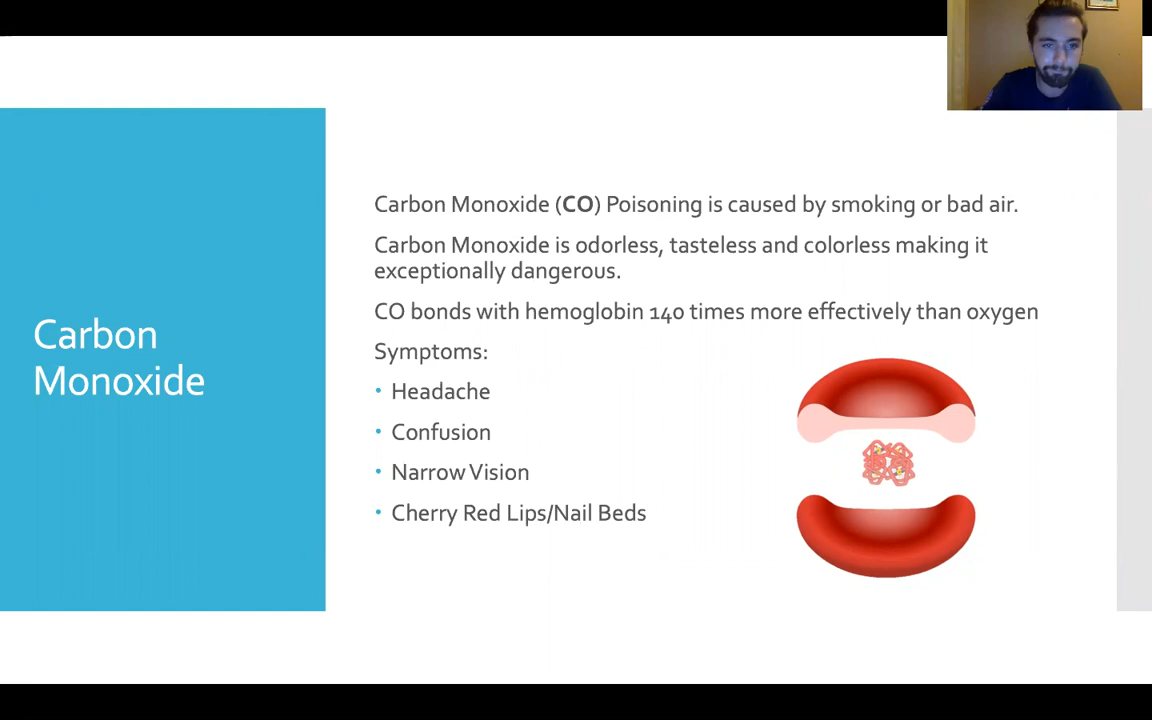 Carbon
Monoxide
Carbon Monoxide (CO) Poisoning is caused by smoking or bad air.
Carbon Monoxide is odorless, tasteless and colorless making it
exceptionally dangerous.
CO bonds with hemoglobin 140 times more effectively than oxygen
Symptoms:
• Headache
• Confusion
• Narrow Vision
• Cherry Red Lips/Nail Beds